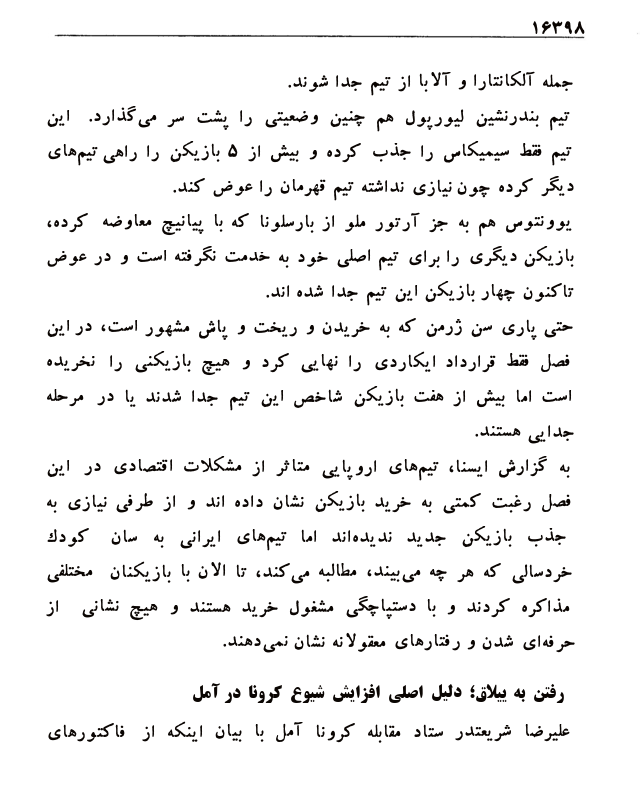 ۱۶۳۹۸
جمله آلکانتارا و آلابا از تیم جدا شوند.
تیم بندرنشین لیورپول هم چنین وضعیتی را پشت سر می‌گذارد. این
تیم فقط سیمیکاس را جذب کرده و بیش از ۵ بازیکن را راهی تیم‌های
دیگر کرده چون نیازی نداشته تیم قهرمان را عوض کند.
یوونتوس هم به جز آرتور ملو از بارسلونا که با پیانیچ معاوضه کرده،
بازیکن دیگری را برای تیم اصلی خود به خدمت نگرفته است و در عوض
تاکنون چهار بازیکن این تیم جدا شده اند.
حتی پاری سن ژرمن که به خریدن و ریخت و پاش مشهور است، در این
فصل فقط قرارداد ایکاردی را نهایی کرد و هیچ بازیکنی را نخریده
است اما بیش از هفت بازیکن شاخص این تیم جدا شدند یا در مرحله
جدایی هستند.
به گزارش ایسنا، تیم‌های اروپایی متاثر از مشکلات اقتصادی در این
فصل رغبت کمتی به خرید بازیکن نشان داده اند و از طرفی نیازی به
جذب بازیکن جدید ندیده‌اند اما تیم‌های ایرانی به سان کودك
خردسالی که هر چه می‌بیند، مطالبه می‌کند، تا الان با بازیکنان مختلفی
مذاکره کردند و با دستپاچگی مشغول خرید هستند و هیچ نشانی از
حرفه‌ای شدن و رفتارهای معقولانه نشان نمی‌دهند.
رفتن به ییلاق؛ دلیل اصلی افزایش شیوع کرونا در آمل
علیرضا شریعتدر ستاد مقابله کرونا آمل با بیان اینکه از فاکتورهای